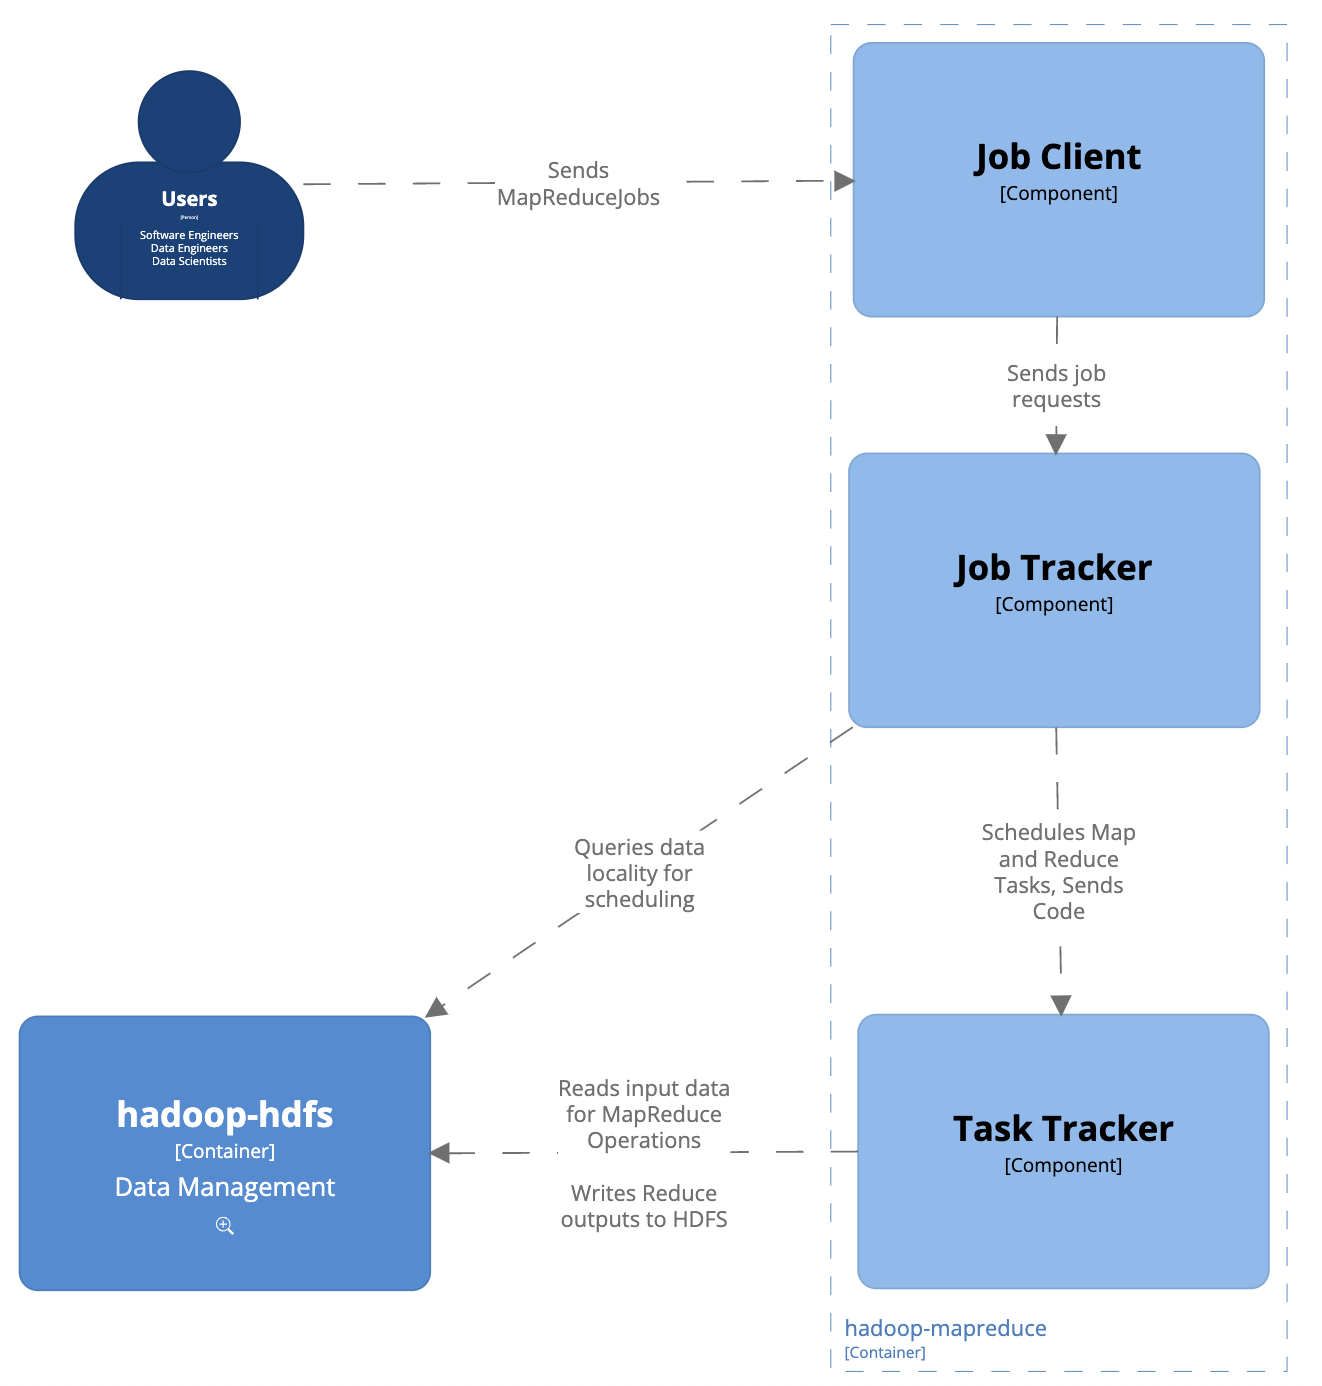 Users
[Person]
Software Engineers
Data Engineers
Data Scientists
Sends
MapReduceJobs
Job Client
[Component]
Sends job
requests
Job Tracker
[Component]
Queries data
locality for
scheduling
Schedules Map
and Reduce
Tasks, Sends
Code
hadoop-hdfs
[Container]
Data Management
Reads input data
for MapReduce
Operations
Writes Reduce
outputs to HDFS
Task Tracker
[Component]
hadoop-mapreduce
[Container]